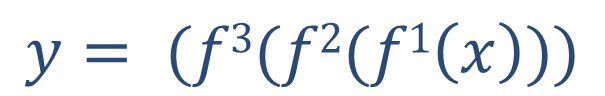 y = (f³(f²(f¹(x)))